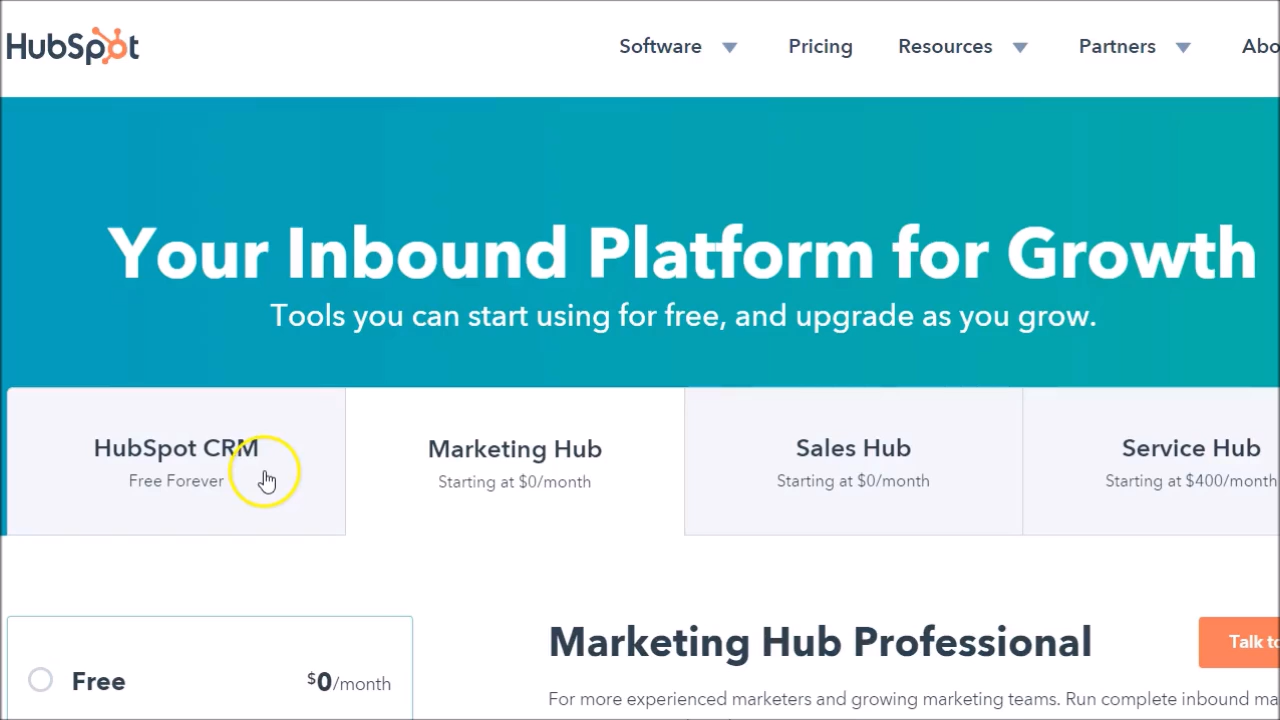 HubSpot
Software Pricing Resources Partners Abo
Your Inbound Platform for Growth
Tools you can start using for free, and upgrade as you grow.
HubSpot CRM
Free Forever
Marketing Hub
Starting at $0/month
Sales Hub
Starting at $0/month
Service Hub
Starting at $400/month
Free $0/month
Marketing Hub Professional
Talk to
For more experienced marketers and growing marketing teams. Run complete inbound ma